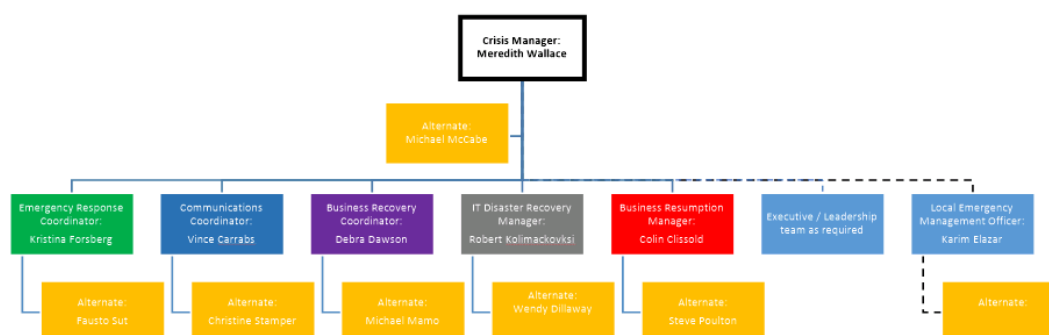 Crisis Manager:
Meredith Wallace
Alternate:
Michael McCabe
Emergency Response
Coordinator:
Kristina Forsberg
Communications
Coordinator:
Vince Carrabs
Business Recovery
Coordinator:
Debra Dawson
IT Disaster Recovery
Manager:
Robert Kolimackovksi
Business Resumption
Manager:
Colin Clissold
Executive / Leadership
team as required
Local Emergency
Management Officer:
Karim Elazar
Alternate:
Fausto Sut
Alternate:
Christine Stamper
Alternate:
Michael Mamo
Alternate:
Wendy Dillaway
Alternate:
Steve Poulton
Alternate: